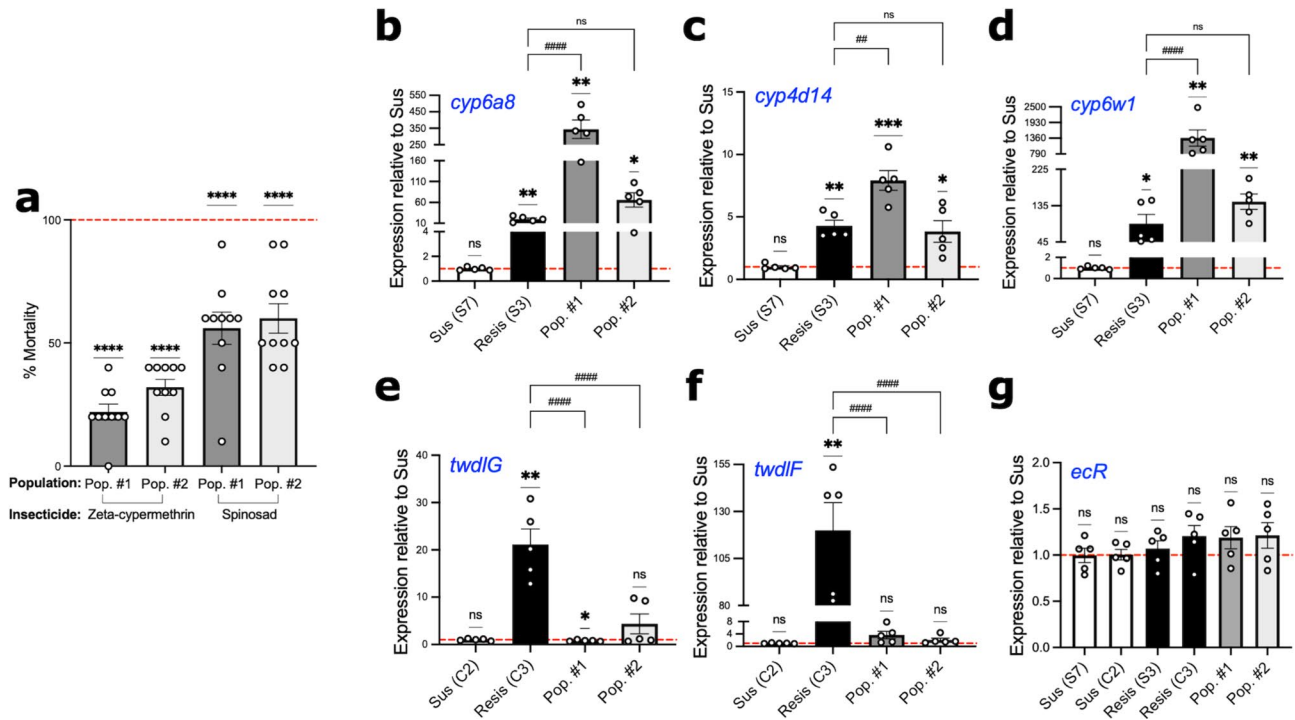 a
% Mortality
100
50
0
****
****
****
****
Population: Pop. #1 Pop. #2 Pop. #1 Pop. #2
Insecticide: Zeta-cypermethrin Spinosad
b
cyp6a8
Expression relative to Sus
550
450
350
250
160
60
10
4
2
0
ns
####
ns
**
**
*
Sus (S7)
Resis (S3)
Pop. #1
Pop. #2
c
cyp4d14
Expression relative to Sus
15
10
5
0
ns
##
ns
**
***
*
Sus (S7)
Resis (S3)
Pop. #1
Pop. #2
d
cyp6w1
Expression relative to Sus
2500
1930
1360
790
225
135
45
2
1
0
ns
####
ns
*
**
**
Sus (S7)
Resis (S3)
Pop. #1
Pop. #2
e
twdlG
Expression relative to Sus
40
30
20
10
0
####
####
ns
**
*
ns
Sus (C2)
Resis (C3)
Pop. #1
Pop. #2
f
twdlF
Expression relative to Sus
155
130
105
80
8
4
0
####
####
ns
**
ns
ns
Sus (C2)
Resis (C3)
Pop. #1
Pop. #2
g
ecR
Expression relative to Sus
2.0
1.5
1.0
0.5
0.0
ns
ns
ns
ns
ns
ns
Sus (S7)
Sus (C2)
Resis (S3)
Resis (C3)
Pop. #1
Pop. #2